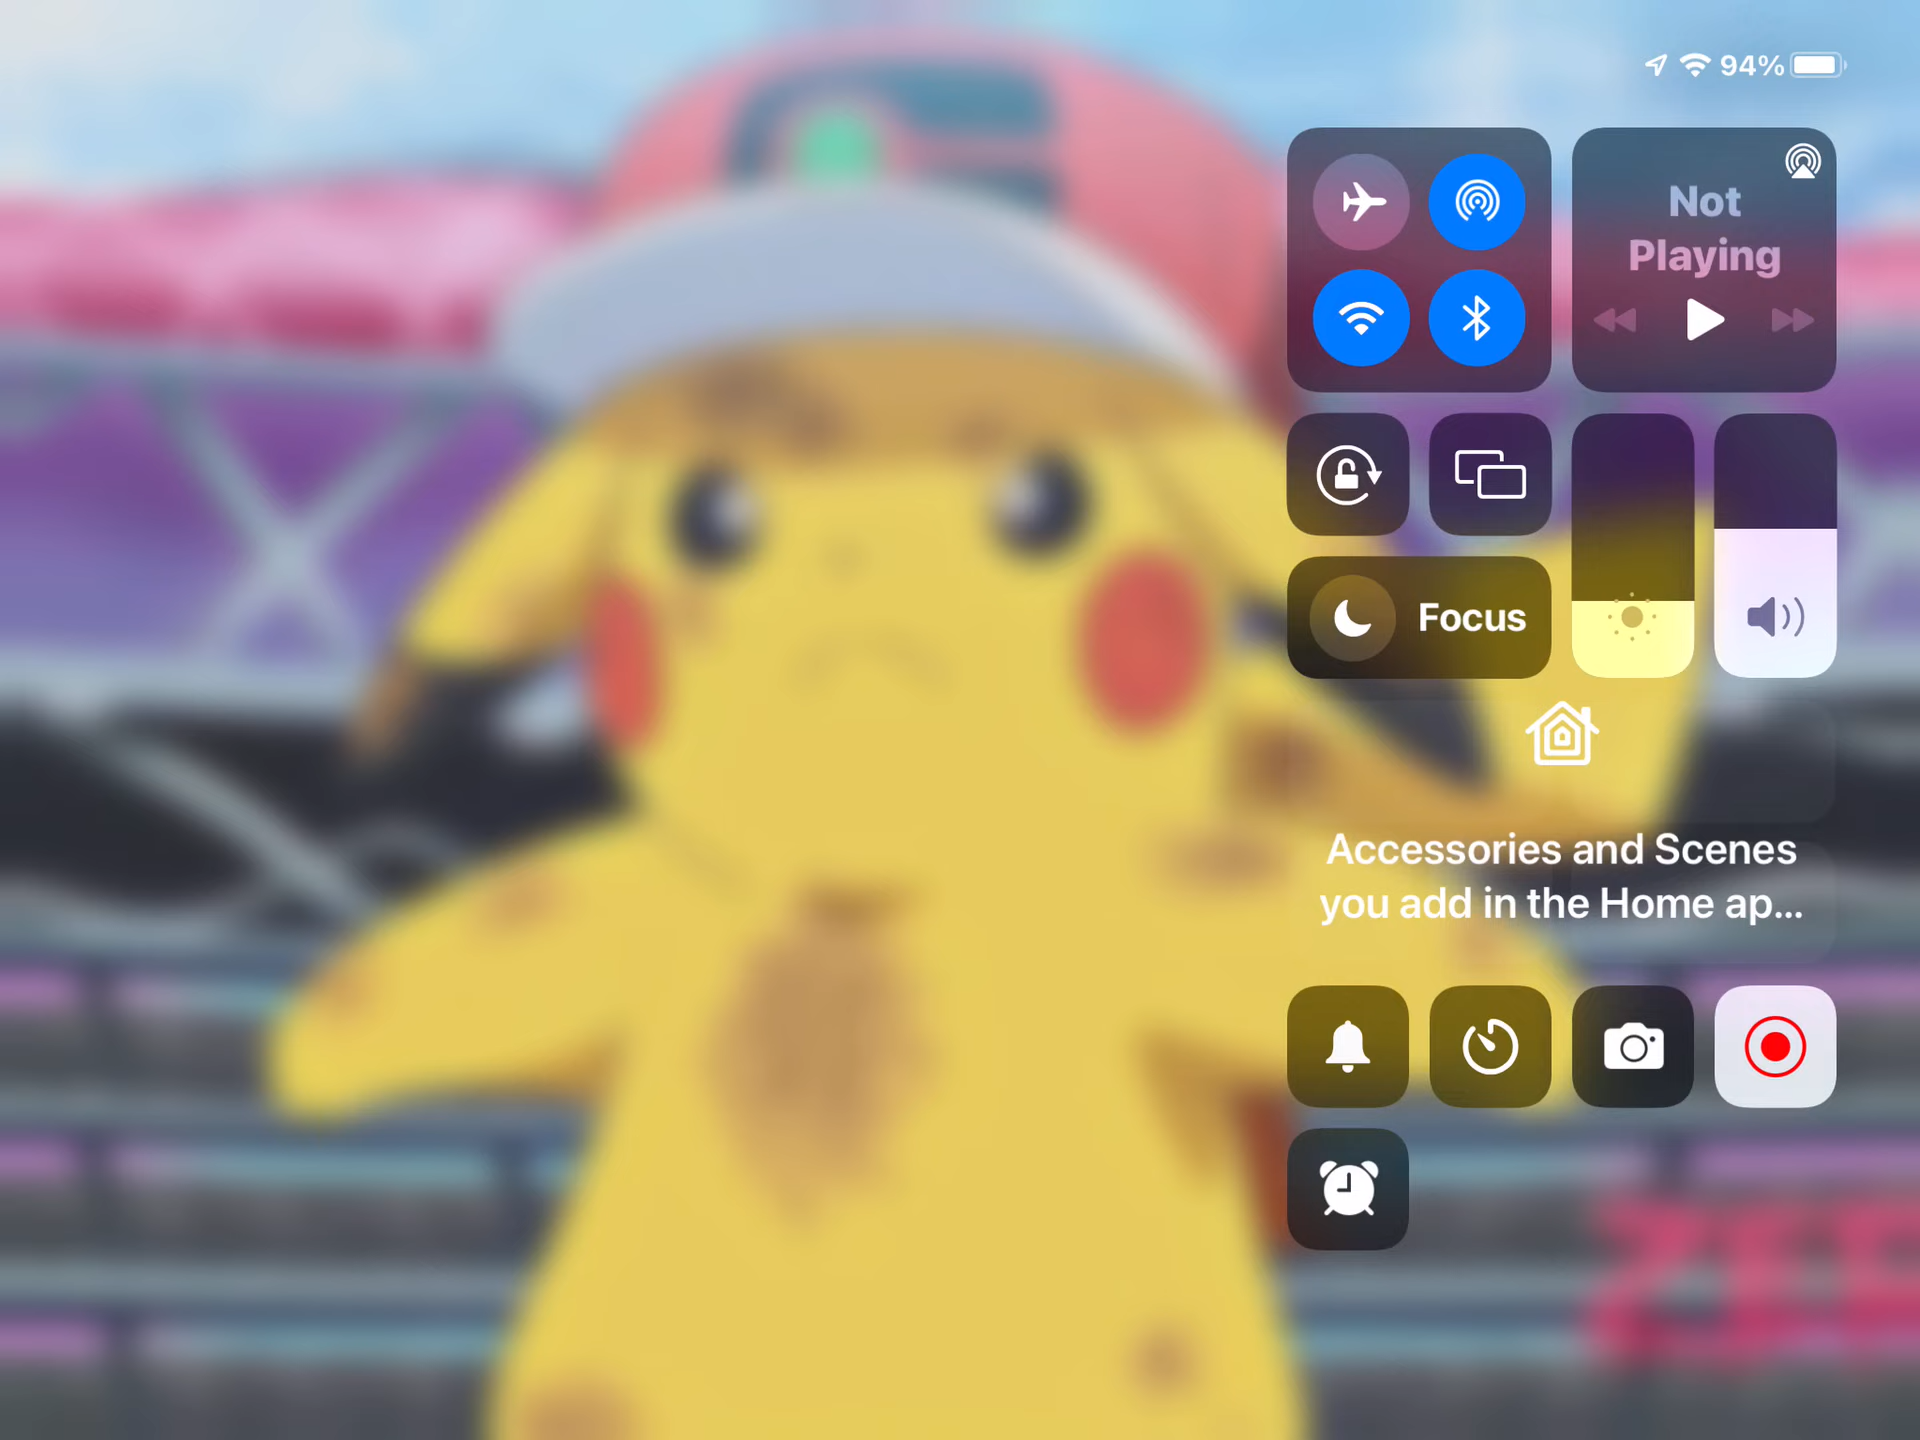 94%
Not
Playing
Focus
Accessories and Scenes
you add in the Home ap...